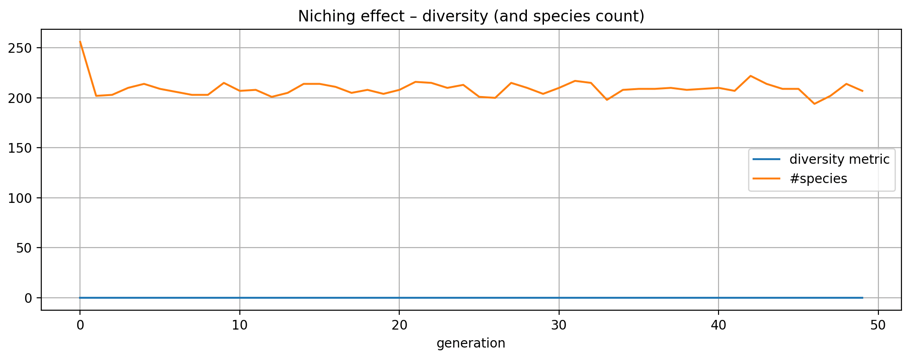 Niching effect – diversity (and species count)
250
200
150
100
50
0
diversity metric
#species
0 10 20 30 40 50
generation